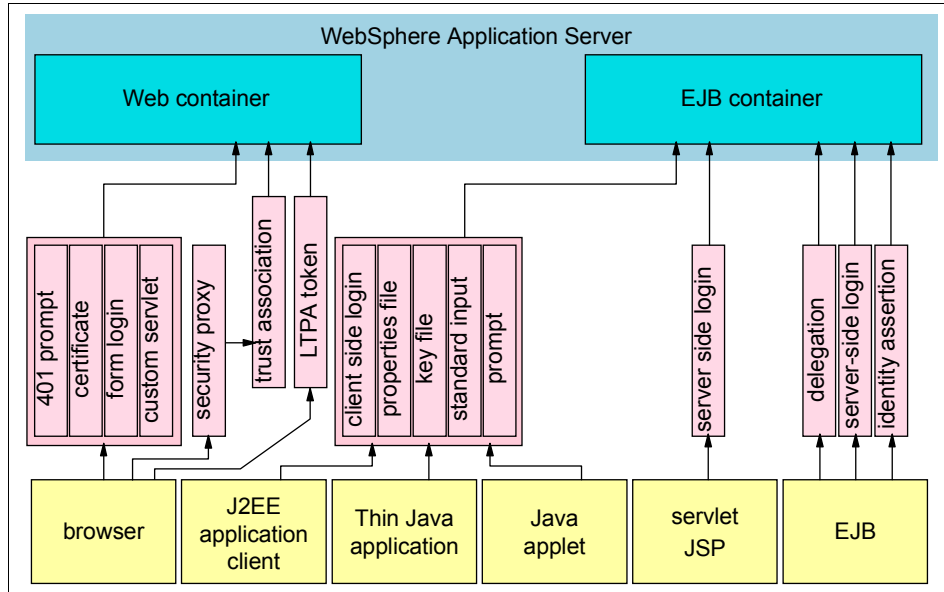 WebSphere Application Server
Web container
EJB container
401 prompt
certificate
form login
custom servlet
security proxy
trust association
LTPA token
client side login
properties file
key file
standard input
prompt
server side login
delegation
server-side login
identity assertion
browser
J2EE
application
client
Thin Java
application
Java
applet
servlet
JSP
EJB